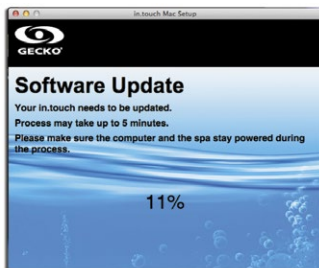 in.touch Mac Setup
GECKO
Software Update
Your in.touch needs to be updated.
Process may take up to 5 minutes.
Please make sure the computer and the spa stay powered during
the process.
11%